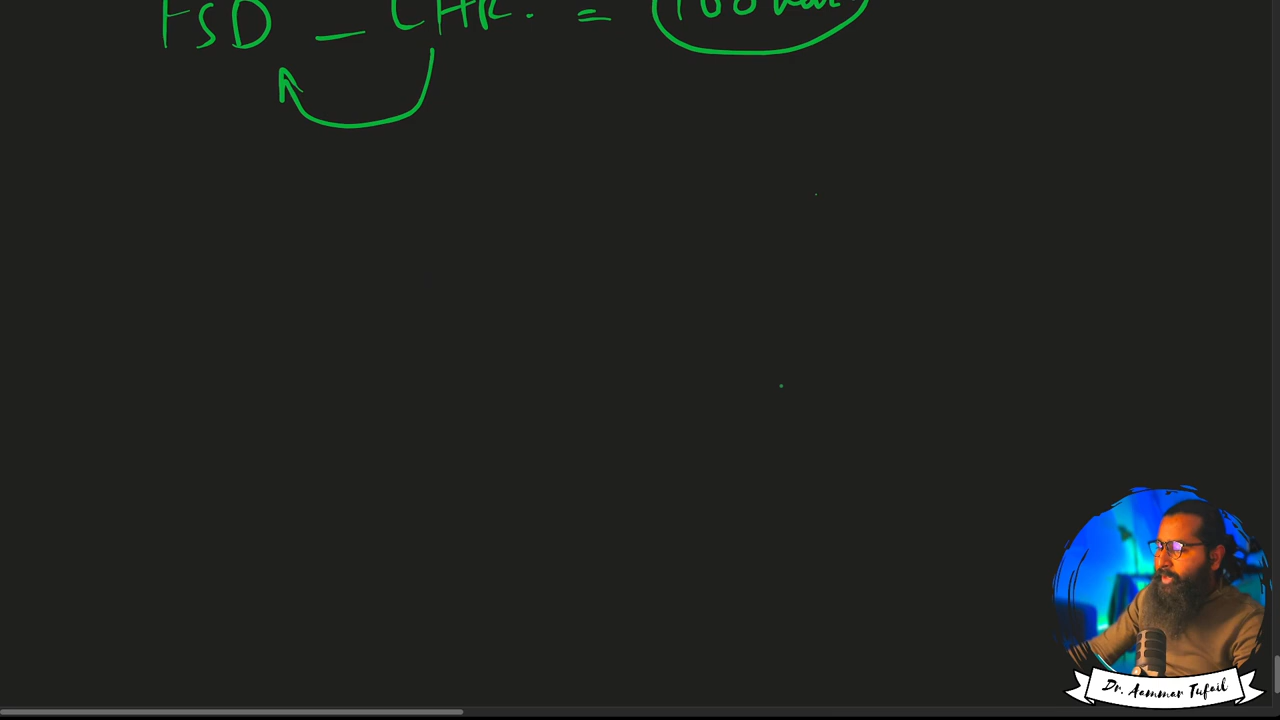 FSD — LHR. =
Dr. Aammar Tufail